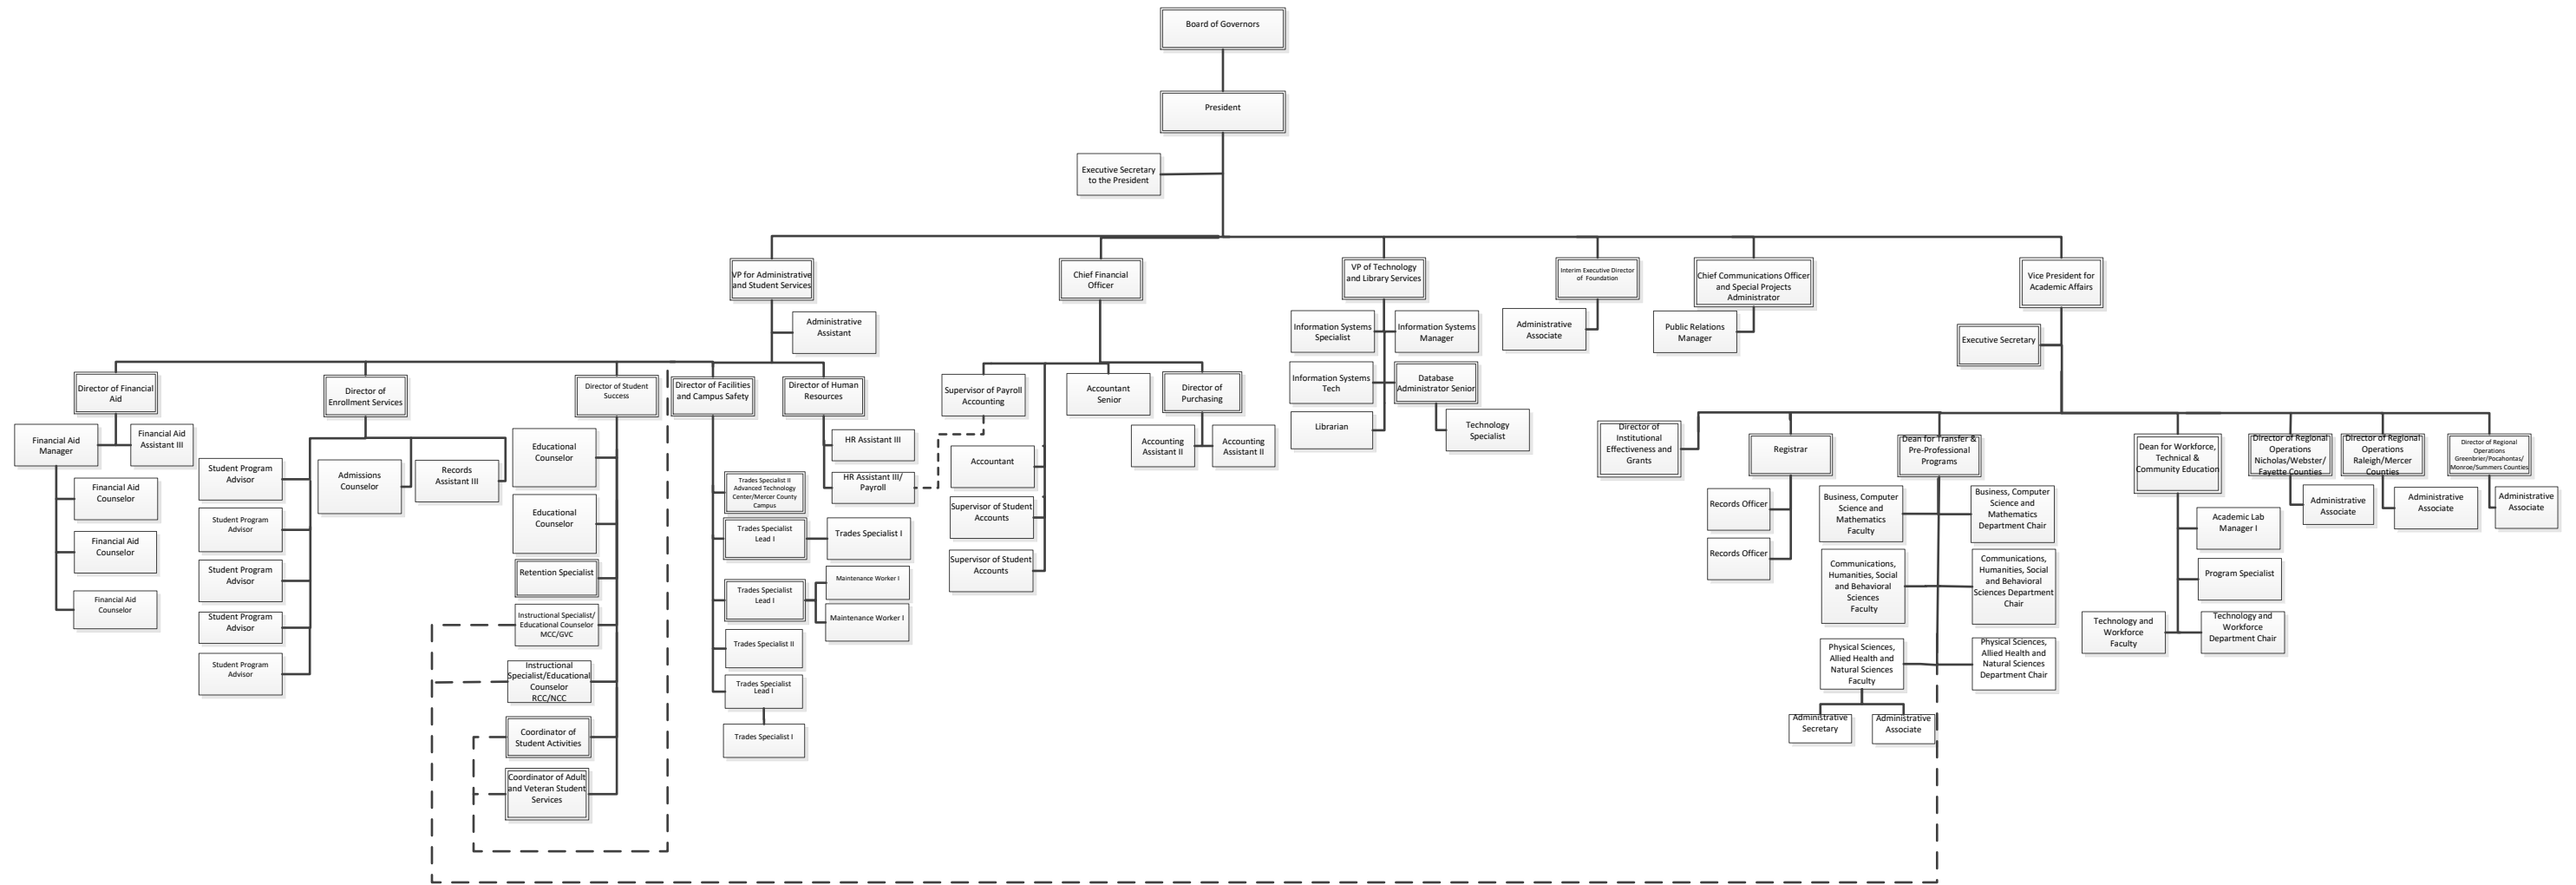 Board of Governors
President
Executive Secretary
to the President
VP for Administrative
and Student Services
Chief Financial
Officer
VP of Technology
and Library Services
Interim Executive Director
of Foundation
Chief Communications Officer
and Special Projects
Administrator
Vice President for
Academic Affairs
Administrative
Assistant
Information Systems
Specialist
Information Systems
Manager
Administrative
Associate
Public Relations
Manager
Executive Secretary
Director of Financial
Aid
Director of
Enrollment Services
Director of Student
Success
Director of Facilities
and Campus Safety
Director of Human
Resources
Supervisor of Payroll
Accounting
Accountant
Senior
Director of
Purchasing
Information Systems
Tech
Database
Administrator Senior
Librarian
Technology
Specialist
Financial Aid
Manager
Financial Aid
Assistant III
Financial Aid
Counselor
Financial Aid
Counselor
Financial Aid
Counselor
Student Program
Advisor
Student Program
Advisor
Student Program
Advisor
Student Program
Advisor
Student Program
Advisor
Admissions
Counselor
Records
Assistant III
Educational
Counselor
Educational
Counselor
Retention Specialist
Instructional Specialist/
Educational Counselor
MCC/GVC
Instructional
Specialist/Educational
Counselor
RCC/NCC
Coordinator of
Student Activities
Coordinator of Adult
and Veteran Student
Services
Trades Specialist II
Advanced Technology
Center/Mercer County
Campus
Trades Specialist
Lead I
Trades Specialist I
Trades Specialist
Lead I
Maintenance Worker I
Maintenance Worker I
Trades Specialist II
Trades Specialist
Lead I
Trades Specialist I
HR Assistant III
HR Assistant III/
Payroll
Accountant
Supervisor of Student
Accounts
Supervisor of Student
Accounts
Accounting
Assistant II
Accounting
Assistant II
Director of
Institutional
Effectiveness and
Grants
Registrar
Dean for Transfer &
Pre-Professional
Programs
Dean for Workforce,
Technical &
Community Education
Director of Regional
Operations
Nicholas/Webster/
Fayette Counties
Director of Regional
Operations
Raleigh/Mercer
Counties
Director of Regional
Operations
Greenbrier/Pocahontas/
Monroe/Summers Counties
Records Officer
Records Officer
Business, Computer
Science and
Mathematics
Faculty
Business, Computer
Science and
Mathematics
Department Chair
Communications,
Humanities, Social
and Behavioral
Sciences
Faculty
Communications,
Humanities, Social
and Behavioral
Sciences Department
Chair
Physical Sciences,
Allied Health and
Natural Sciences
Faculty
Physical Sciences,
Allied Health and
Natural Sciences
Department Chair
Administrative
Secretary
Administrative
Associate
Academic Lab
Manager I
Program Specialist
Technology and
Workforce
Faculty
Technology and
Workforce
Department Chair
Administrative
Associate
Administrative
Associate
Administrative
Associate